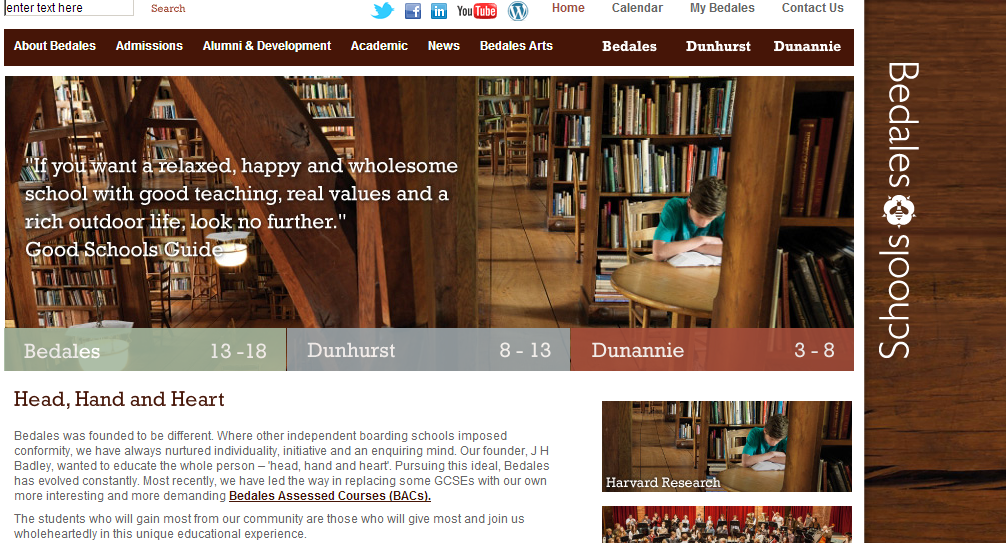 enter text here
Search
You Tube
Home
Calendar
My Bedales
Contact Us
About Bedales
Admissions
Alumni & Development
Academic
News
Bedales Arts
Bedales
Dunhurst
Dunannie
"If you want a relaxed, happy and wholesome
school with good teaching, real values and a
rich outdoor life, look no further."
Good Schools Guide
Bedales 13 -18
Dunhurst 8 - 13
Dunannie 3 - 8
Head, Hand and Heart
Bedales was founded to be different. Where other independent boarding schools imposed
conformity, we have always nurtured individuality, initiative and an enquiring mind. Our founder, J H
Badley, wanted to educate the whole person – 'head, hand and heart'. Pursuing this ideal, Bedales
has evolved constantly. Most recently, we have led the way in replacing some GCSEs with our own
more interesting and more demanding Bedales Assessed Courses (BACs).
The students who will gain most from our community are those who will give most and join us
wholeheartedly in this unique educational experience.
Harvard Research
Bedales Schools